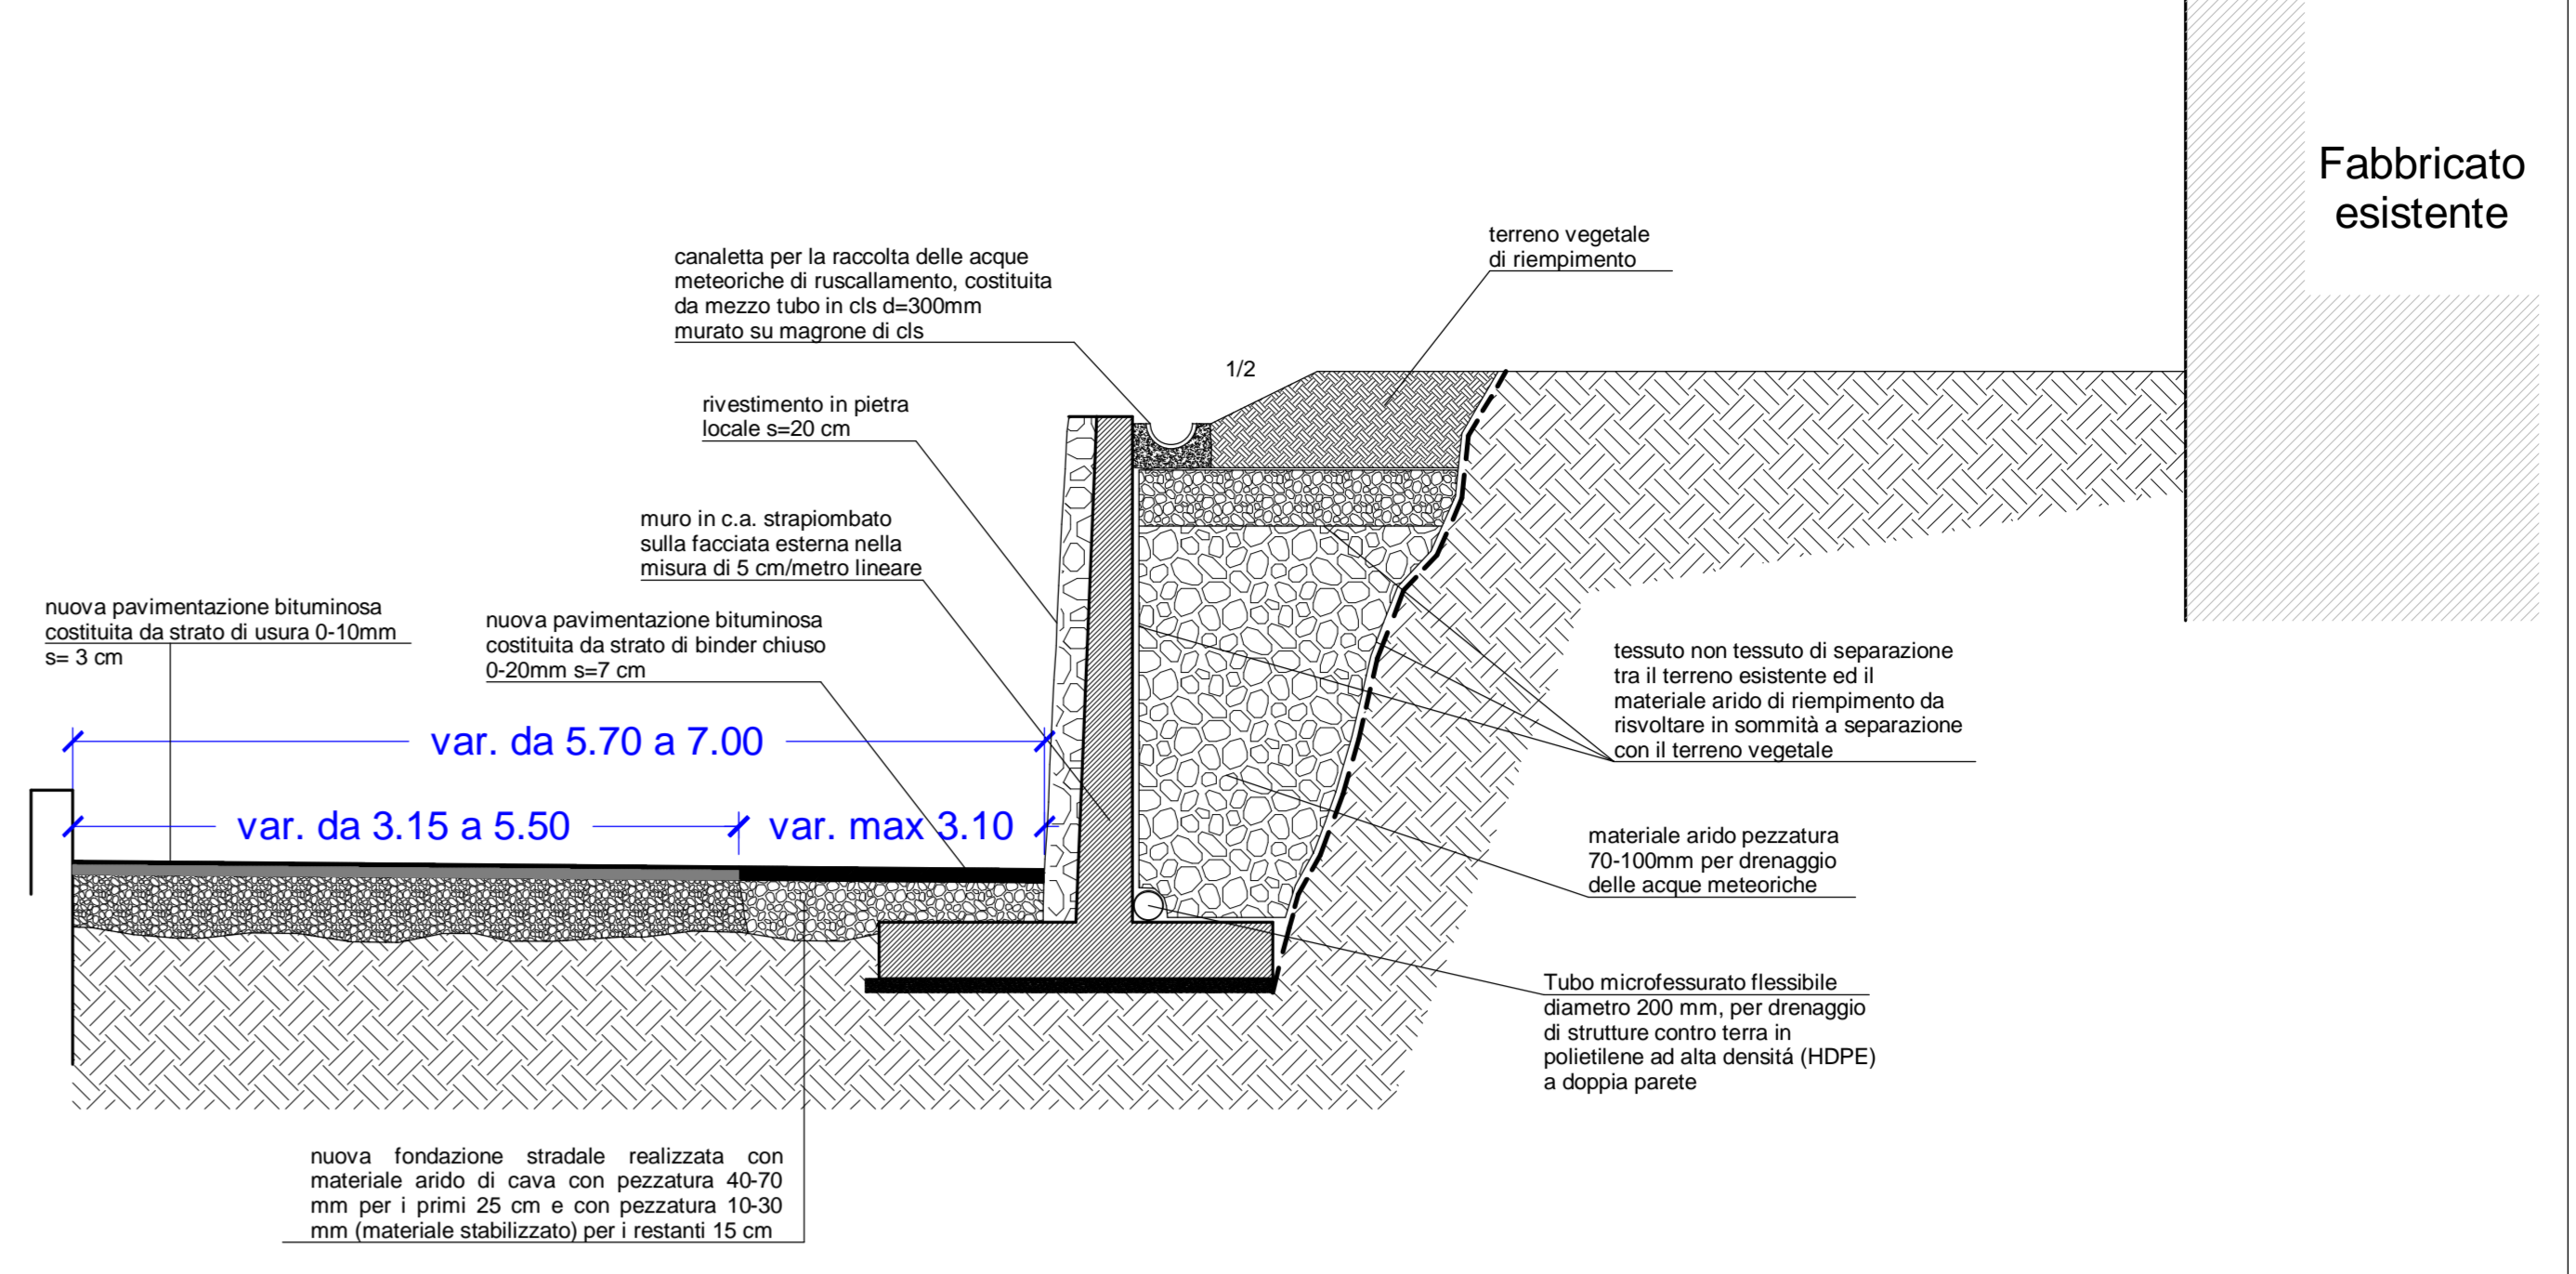 Fabbricato
esistente
terreno vegetale
di riempimento
canaletta per la raccolta delle acque
meteoriche di ruscallamento, costituita
da mezzo tubo in cls d=300mm
murato su magrone di cls
1/2
rivestimento in pietra
locale s=20 cm
muro in c.a. strapiombato
sulla facciata esterna nella
misura di 5 cm/metro lineare
nuova pavimentazione bituminosa
costituita da strato di usura 0-10mm
s= 3 cm
nuova pavimentazione bituminosa
costituita da strato di binder chiuso
0-20mm s=7 cm
tessuto non tessuto di separazione
tra il terreno esistente ed il
materiale arido di riempimento da
risvoltare in sommità a separazione
con il terreno vegetale
var. da 5.70 a 7.00
var. da 3.15 a 5.50
var. max 3.10
materiale arido pezzatura
70-100mm per drenaggio
delle acque meteoriche
Tubo microfessurato flessibile
diametro 200 mm, per drenaggio
di strutture contro terra in
polietilene ad alta densitá (HDPE)
a doppia parete
nuova fondazione stradale realizzata con
materiale arido di cava con pezzatura 40-70
mm per i primi 25 cm e con pezzatura 10-30
mm (materiale stabilizzato) per i restanti 15 cm